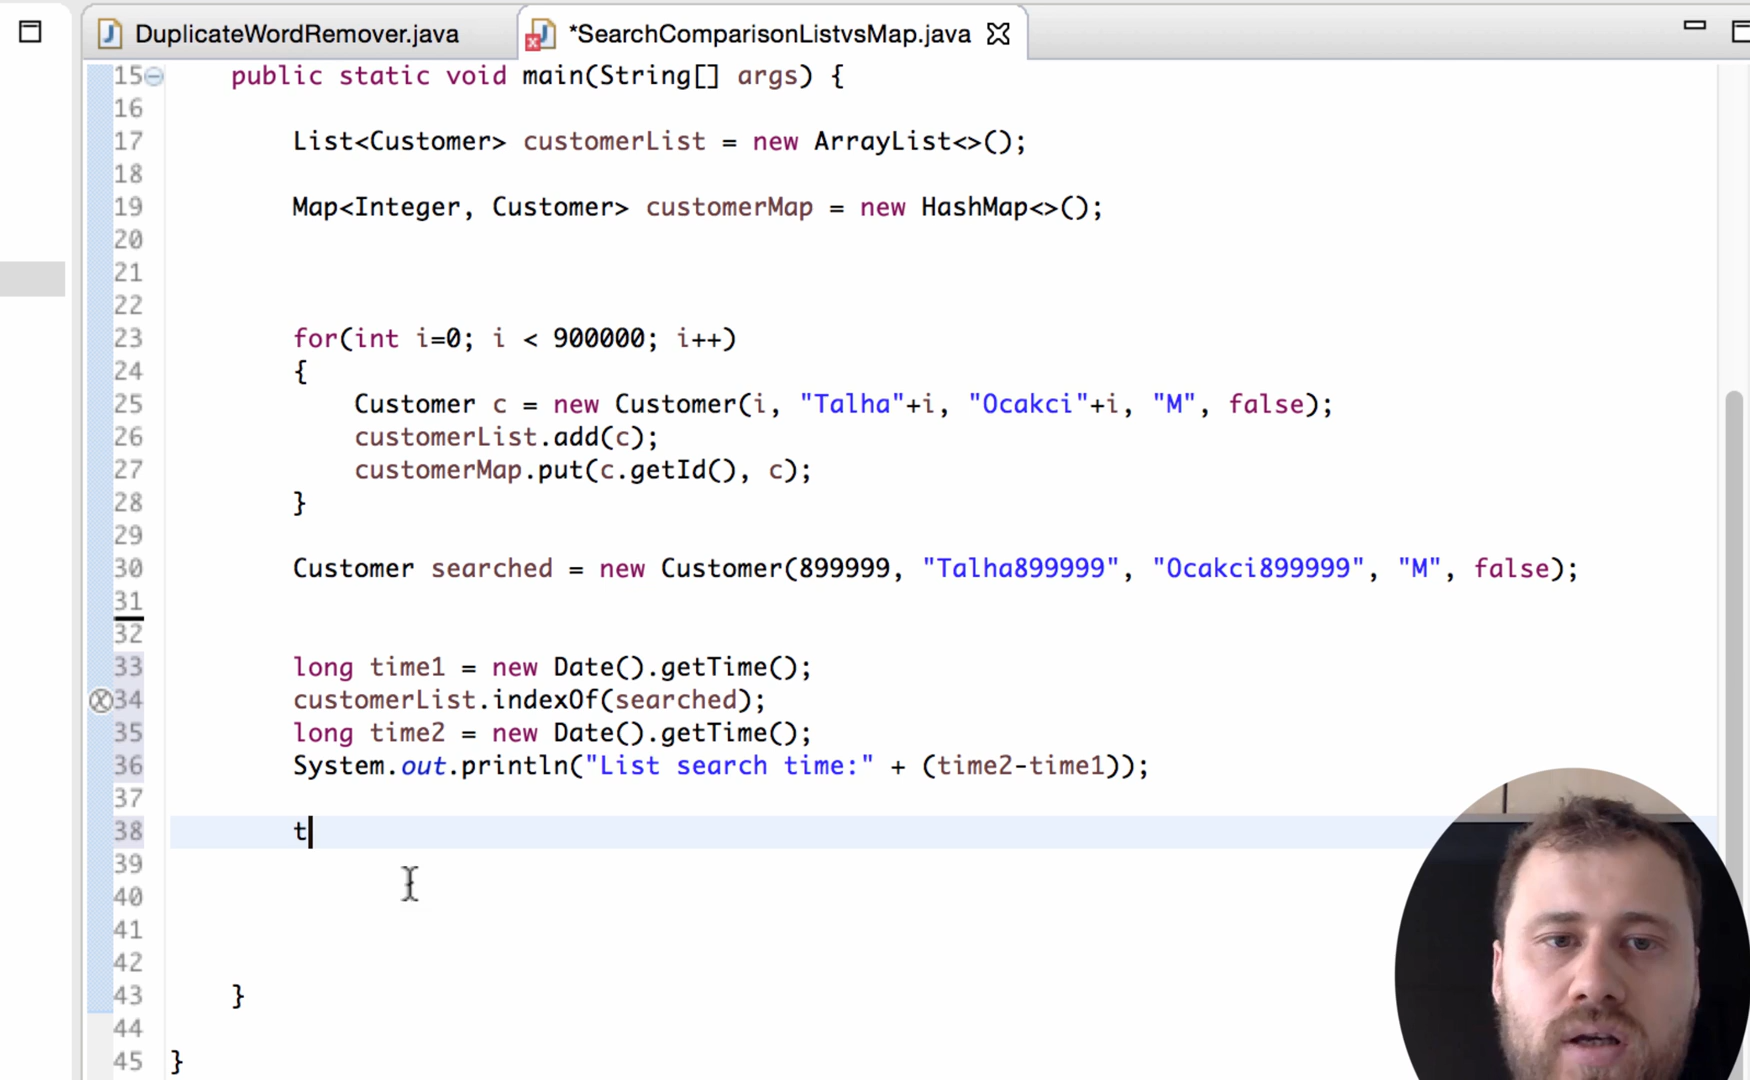 DuplicateWordRemover.java *SearchComparisonListvsMap.java
15 public static void main(String[] args) {
16
17 List<Customer> customerList = new ArrayList<>();
18
19 Map<Integer, Customer> customerMap = new HashMap<>();
20
21
22
23 for(int i=0; i < 900000; i++)
24 {
25 Customer c = new Customer(i, "Talha"+i, "Ocakci"+i, "M", false);
26 customerList.add(c);
27 customerMap.put(c.getId(), c);
28 }
29
30 Customer searched = new Customer(899999, "Talha899999", "Ocakci899999", "M", false);
31
32
33 long time1 = new Date().getTime();
34 customerList.indexOf(searched);
35 long time2 = new Date().getTime();
36 System.out.println("List search time:" + (time2-time1));
37
38 t
39
40
41
42
43 }
44
45 }